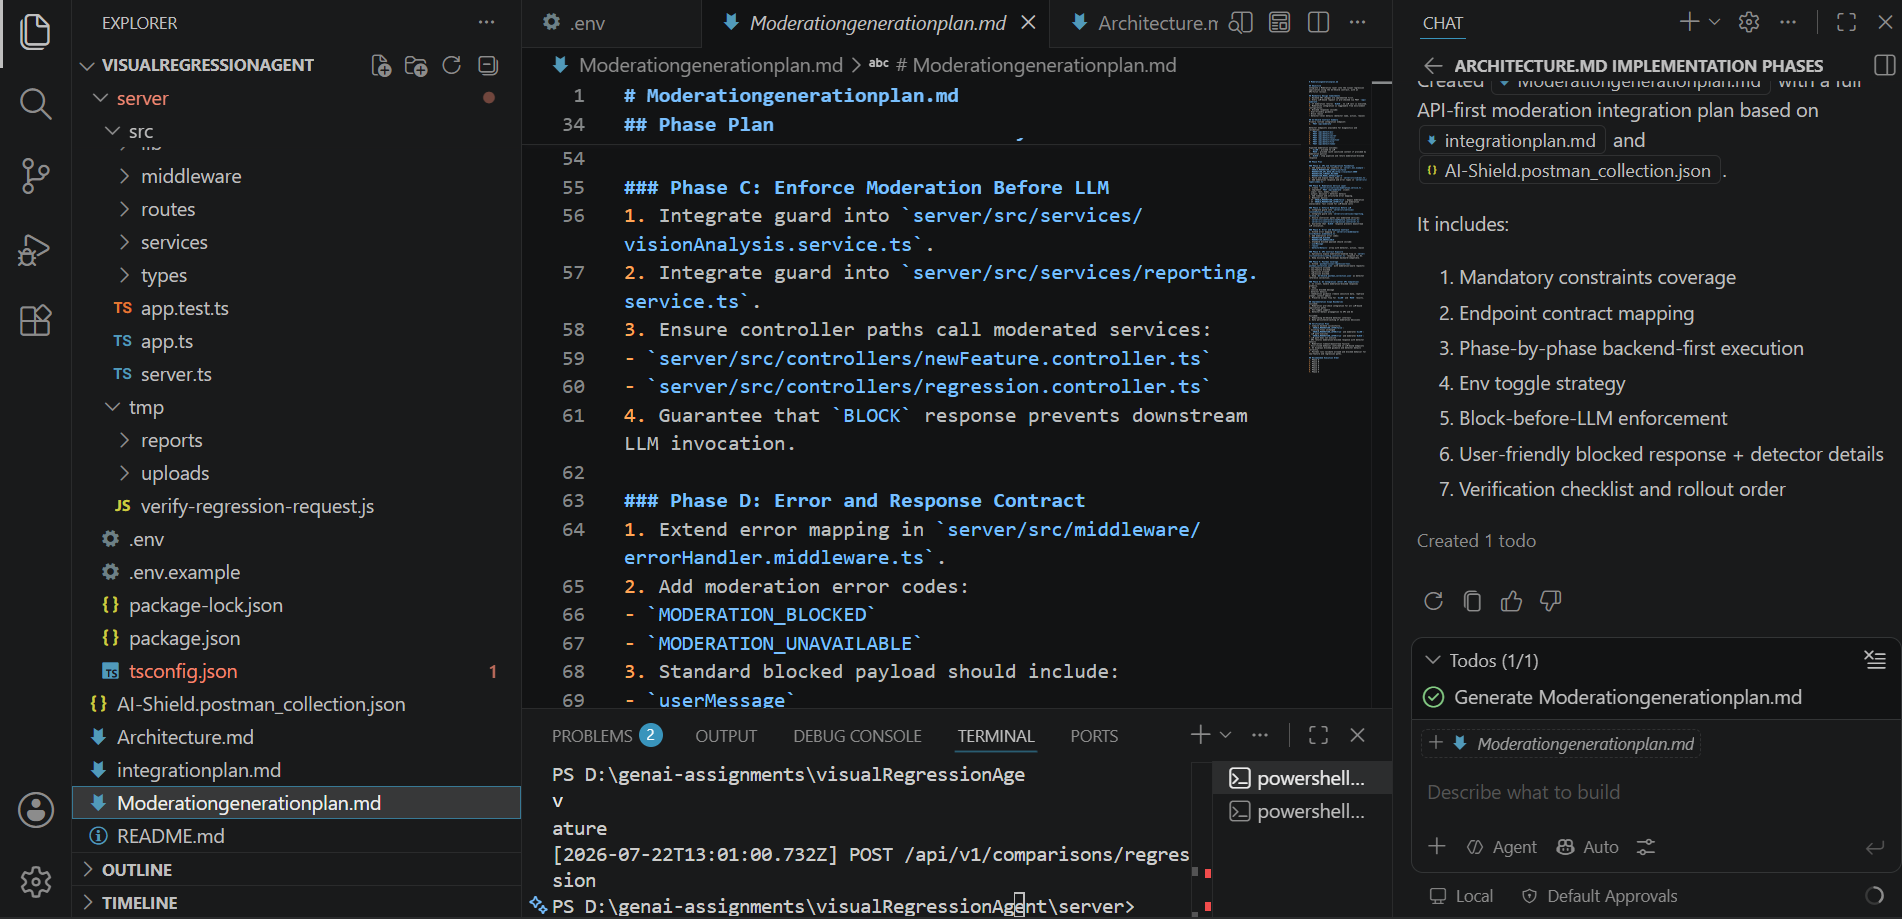 EXPLORER
VISUALREGRESSIONAGENT
server
src
lib
middleware
routes
services
types
TS app.test.ts
TS app.ts
TS server.ts
tmp
reports
uploads
JS verify-regression-request.js
.env
.env.example
{} package-lock.json
{} package.json
TS tsconfig.json 1
{} AI-Shield.postman_collection.json
Architecture.md
integrationplan.md
Moderationgenerationplan.md
README.md
OUTLINE
TIMELINE
.env
Moderationgenerationplan.md
Architecture.m
Moderationgenerationplan.md > abc # Moderationgenerationplan.md
1 # Moderationgenerationplan.md
34 ## Phase Plan
54
55 ### Phase C: Enforce Moderation Before LLM
56 1. Integrate guard into `server/src/services/
visionAnalysis.service.ts`.
57 2. Integrate guard into `server/src/services/reporting.
service.ts`.
58 3. Ensure controller paths call moderated services:
59 - `server/src/controllers/newFeature.controller.ts`
60 - `server/src/controllers/regression.controller.ts`
61 4. Guarantee that `BLOCK` response prevents downstream
LLM invocation.
62
63 ### Phase D: Error and Response Contract
64 1. Extend error mapping in `server/src/middleware/
errorHandler.middleware.ts`.
65 2. Add moderation error codes:
66 - `MODERATION_BLOCKED`
67 - `MODERATION_UNAVAILABLE`
68 3. Standard blocked payload should include:
69 - `userMessage`
PROBLEMS 2 OUTPUT DEBUG CONSOLE TERMINAL PORTS
PS D:\genai-assignments\visualRegressionAge
v
ature
[2026-07-22T13:01:00.732Z] POST /api/v1/comparisons/regres
sion
PS D:\genai-assignments\visualRegressionAgent\server>
powershell...
powershell...
CHAT
ARCHITECTURE.MD IMPLEMENTATION PHASES
Created Moderationgenerationplan.md with a full
API-first moderation integration plan based on
integrationplan.md and
AI-Shield.postman_collection.json .
It includes:
1. Mandatory constraints coverage
2. Endpoint contract mapping
3. Phase-by-phase backend-first execution
4. Env toggle strategy
5. Block-before-LLM enforcement
6. User-friendly blocked response + detector details
7. Verification checklist and rollout order
Created 1 todo
Todos (1/1)
Generate Moderationgenerationplan.md
Moderationgenerationplan.md
Describe what to build
Agent Auto
Local Default Approvals